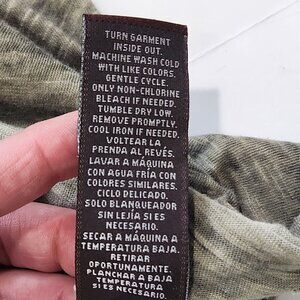 TURN GARMENT
INSIDE OUT.
MACHINE WASH COLD
WITH LIKE COLORS.
GENTLE CYCLE.
ONLY NON-CHLORINE
BLEACH IF NEEDED.
TUMBLE DRY LOW.
REMOVE PROMPTLY.
COOL IRON IF NEEDED.
VOLTEAR LA
PRENDA AL REVÉS.
LAVAR A MÁQUINA
CON AGUA FRÍA CON
COLORES SIMILARES.
CICLO DELICADO.
SOLO BLANQUEADOR
SIN LEJÍA SI ES
NECESARIO.
SECAR A MÁQUINA A
TEMPERATURA BAJA.
RETIRAR
OPORTUNAMENTE.
PLANCHAR A BAJA
TEMPERATURA SI ES